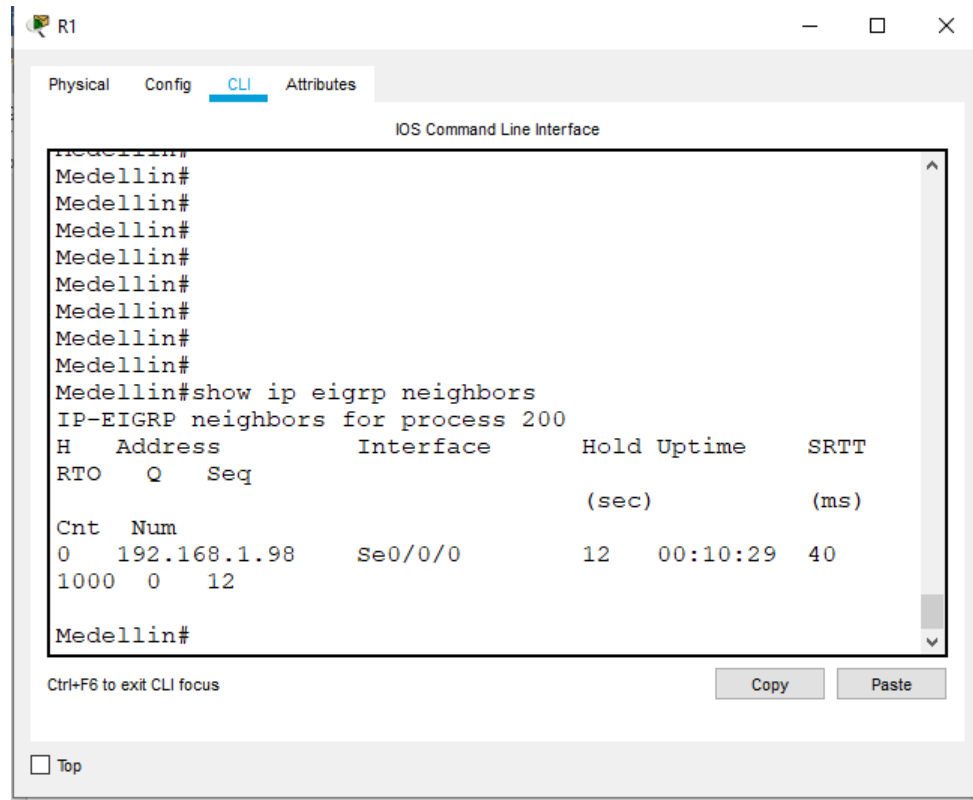 R1
Physical Config CLI Attributes
IOS Command Line Interface
Medellin#
Medellin#
Medellin#
Medellin#
Medellin#
Medellin#
Medellin#
Medellin#
Medellin#
Medellin#show ip eigrp neighbors
IP-EIGRP neighbors for process 200
H Address Interface Hold Uptime SRTT
RTO Q Seq
(sec) (ms)
Cnt Num
0 192.168.1.98 Se0/0/0 12 00:10:29 40
1000 0 12
Medellin#
Ctrl+F6 to exit CLI focus
Copy Paste
Top